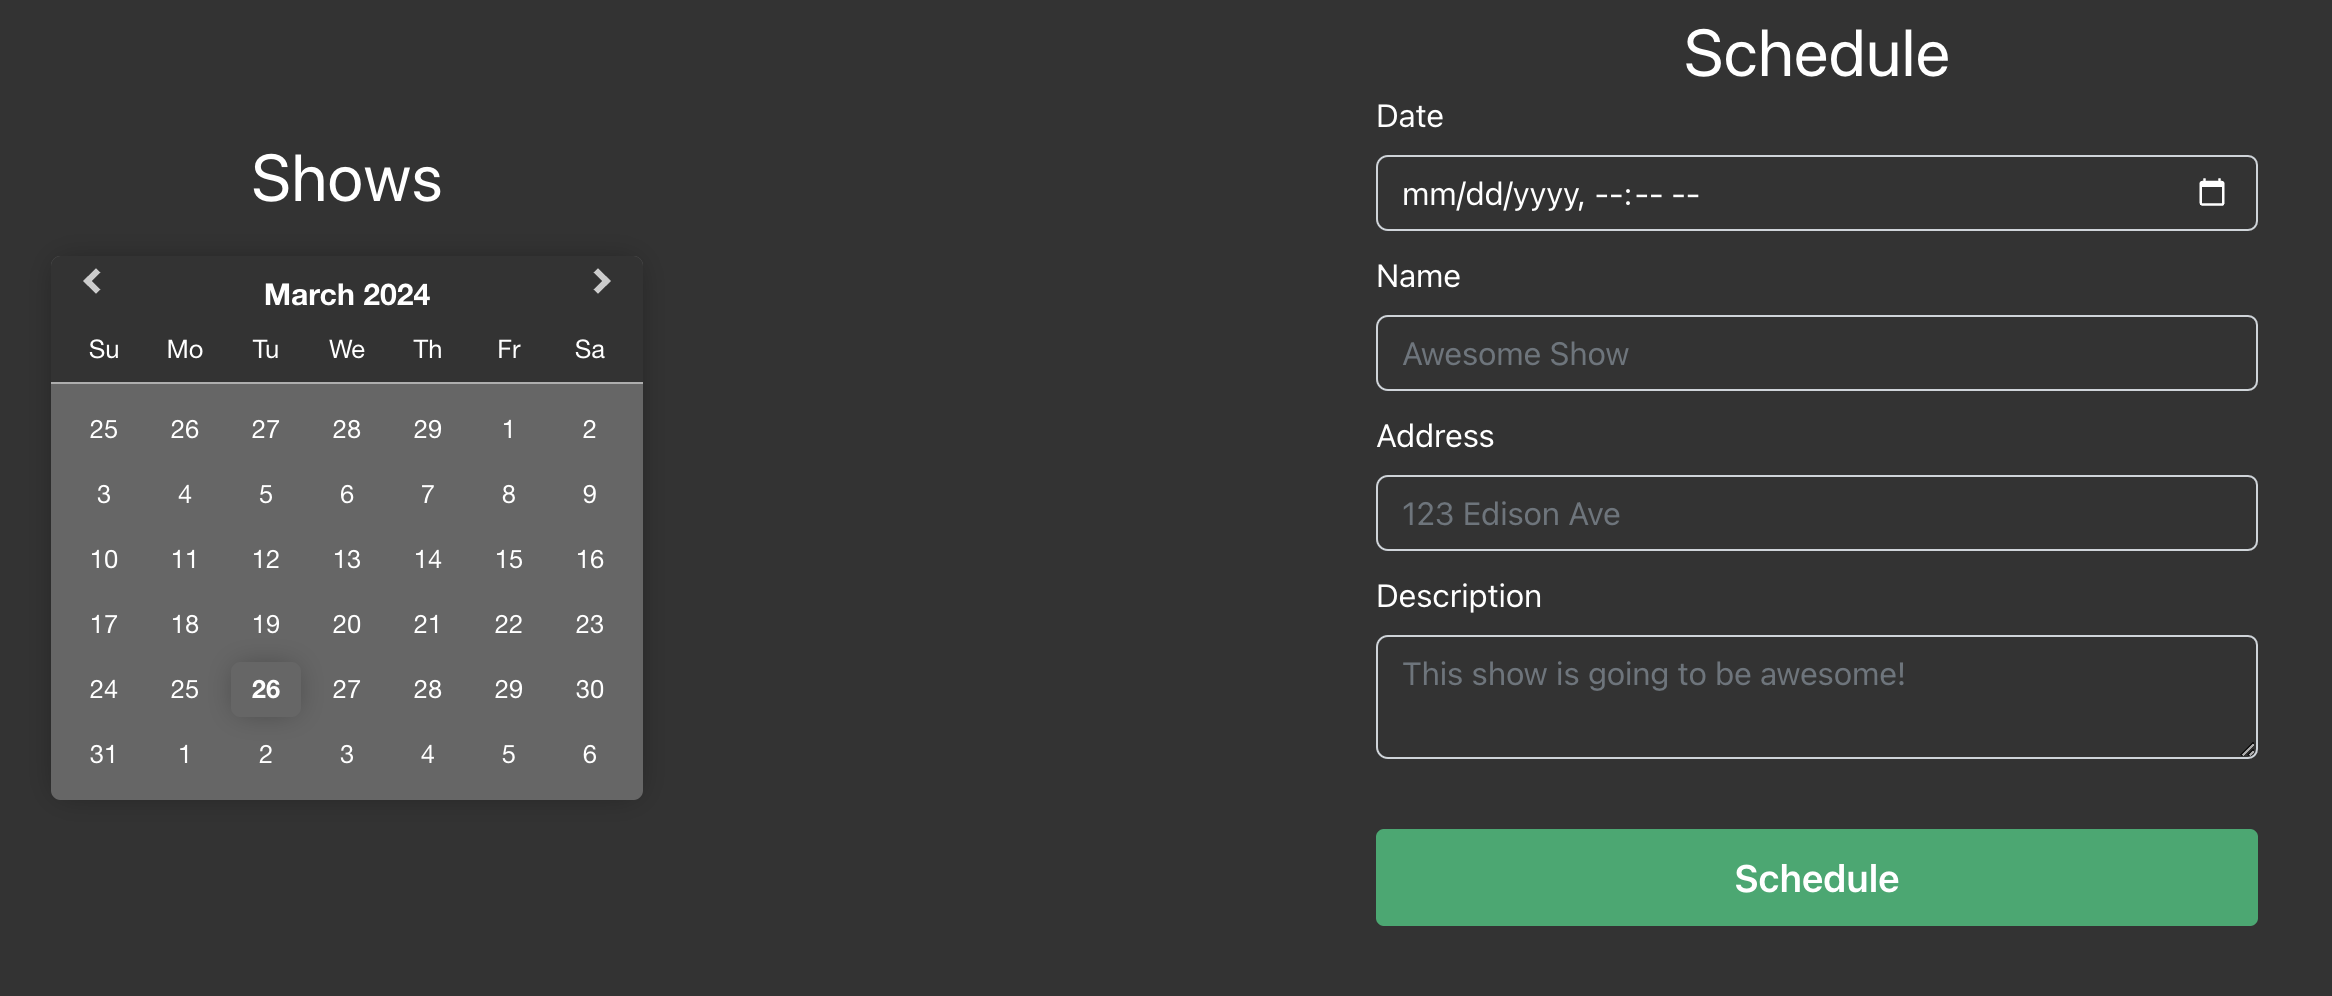 Shows
March 2024
Su Mo Tu We Th Fr Sa
25 26 27 28 29 1 2
3 4 5 6 7 8 9
10 11 12 13 14 15 16
17 18 19 20 21 22 23
24 25 26 27 28 29 30
31 1 2 3 4 5 6
Schedule
Date
mm/dd/yyyy, --:-- --
Name
Awesome Show
Address
123 Edison Ave
Description
This show is going to be awesome!
Schedule